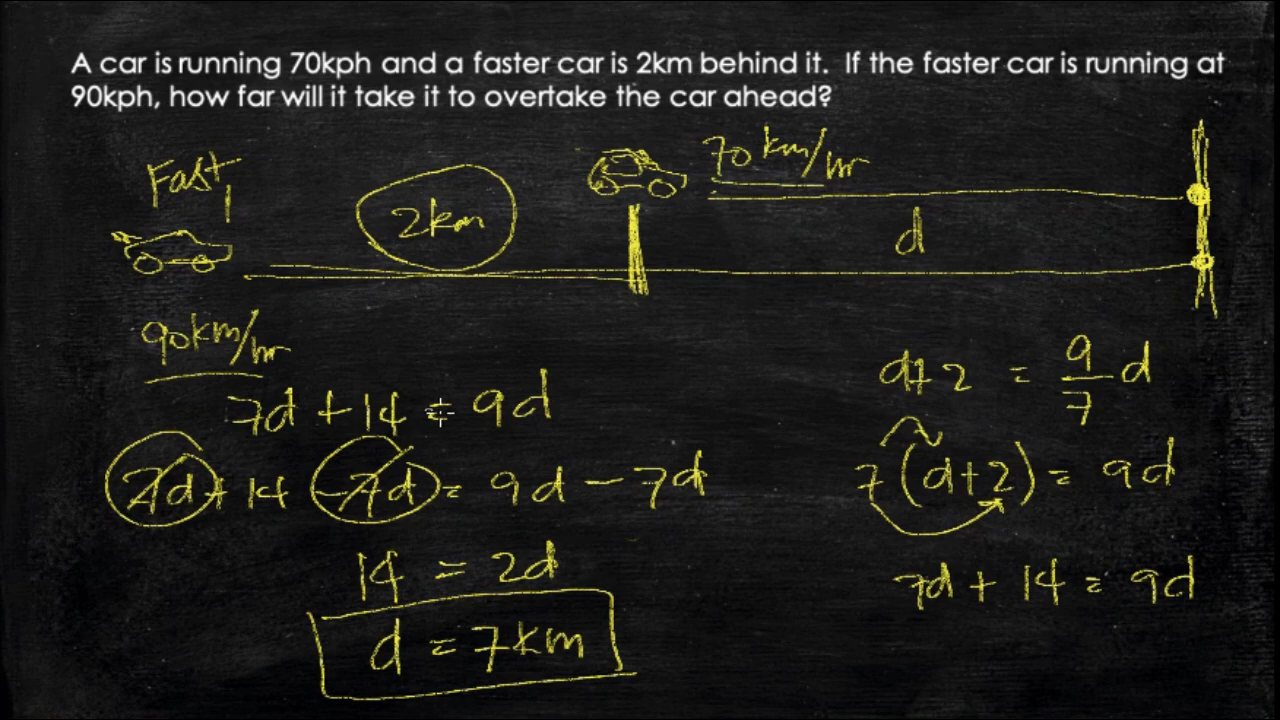 A car is running 70kph and a faster car is 2km behind it. If the faster car is running at
90kph, how far will it take it to overtake the car ahead?
Fast
2km
70 km/hr
d
90km/hr
7d + 14 = 9d
7d + 14 - 7d = 9d - 7d
14 = 2d
d = 7km
d+2 = 9/7 d
7(d+2) = 9d
7d + 14 = 9d